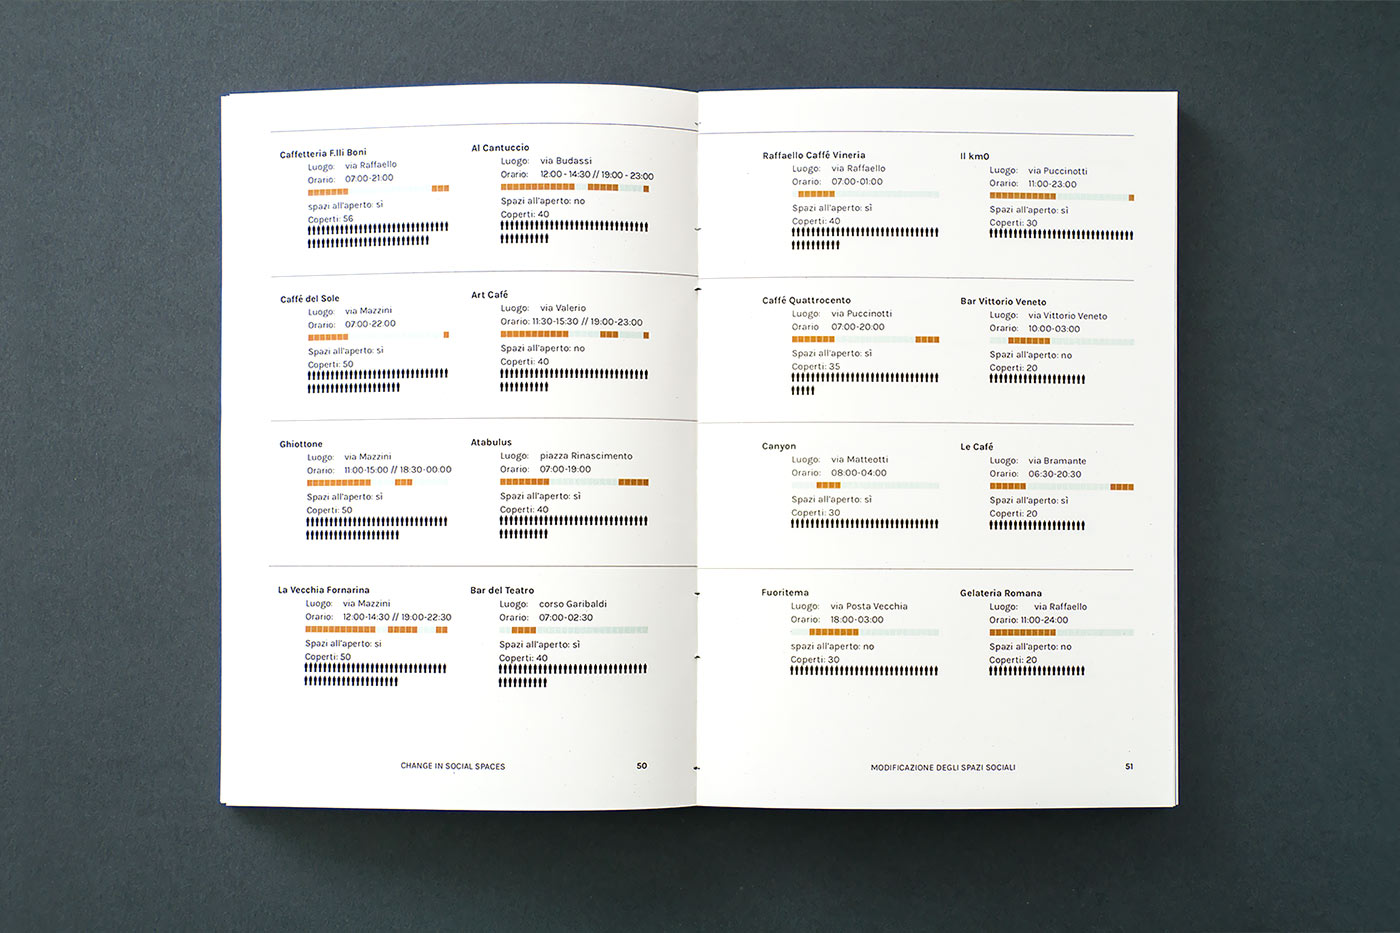 Caffetteria F.lli Boni
Luogo: via Raffaello
Orario: 07:00-21:00
spazi all'aperto: sì
Coperti: 56
Al Cantuccio
Luogo: via Budassi
Orario: 12:00 - 14:30 // 19:00 - 23:00
Spazi all'aperto: no
Coperti: 40
Caffé del Sole
Luogo: via Mazzini
Orario: 07:00-22:00
Spazi all'aperto: sì
Coperti: 50
Art Café
Luogo: via Valerio
Orario: 11:30-15:30 // 19:00-23:00
Spazi all'aperto: no
Coperti: 40
Ghiottone
Luogo: via Mazzini
Orario: 11:00-15:00 // 18:30-00:00
Spazi all'aperto: sì
Coperti: 50
Atabulus
Luogo: piazza Rinascimento
Orario: 07:00-19:00
Spazi all'aperto: sì
Coperti: 40
La Vecchia Fornarina
Luogo: via Mazzini
Orario: 12:00-14:30 // 19:00-22:30
Spazi all'aperto: si
Coperti: 50
Bar del Teatro
Luogo: corso Garibaldi
Orario: 07:00-02:30
Spazi all'aperto: sì
Coperti: 40
CHANGE IN SOCIAL SPACES 50
Raffaello Caffé Vineria
Luogo: via Raffaello
Orario: 07:00-01:00
Spazi all'aperto: sì
Coperti: 40
Il km0
Luogo: via Puccinotti
Orario: 11:00-23:00
Spazi all'aperto: sì
Coperti: 30
Caffé Quattrocento
Luogo: via Puccinotti
Orario 07:00-20:00
Spazi all'aperto: sì
Coperti: 35
Bar Vittorio Veneto
Luogo: via Vittorio Veneto
Orario: 10:00-03:00
Spazi all'aperto: no
Coperti: 20
Canyon
Luogo: via Matteotti
Orario: 08:00-04:00
Spazi all'aperto: sì
Coperti: 30
Le Café
Luogo: via Bramante
Orario: 06:30-20:30
Spazi all'aperto: sì
Coperti: 20
Fuoritema
Luogo: via Posta Vecchia
Orario: 18:00-03:00
spazi all'aperto: no
Coperti: 30
Gelateria Romana
Luogo: via Raffaello
Orario: 11:00-24:00
Spazi all'aperto: no
Coperti: 20
MODIFICAZIONE DEGLI SPAZI SOCIALI 51